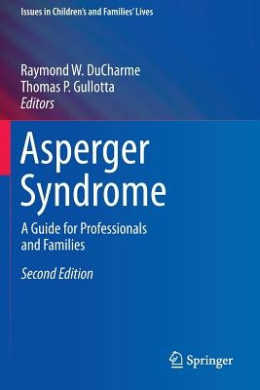 Issues in Children's and Families' Lives
Raymond W. DuCharme
Thomas P. Gullotta
Editors
Asperger
Syndrome
A Guide for Professionals
and Families
Second Edition
Springer